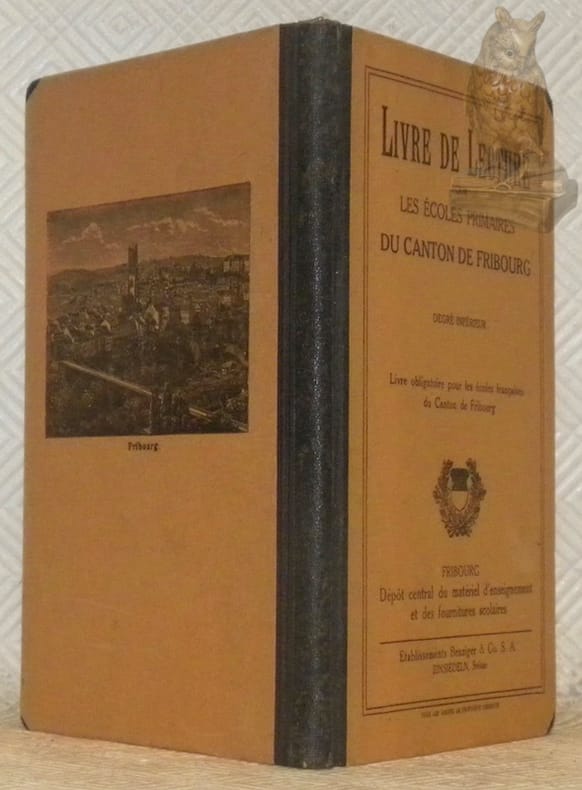 Fribourg.
LIVRE DE LECTURE
LES ÉCOLES PRIMAIRES
DU CANTON DE FRIBOURG
DEGRÉ INFÉRIEUR
Livre obligatoire pour les écoles françaises
du Canton de Fribourg
FRIBOURG
Dépôt central du matériel d'enseignement
et des fournitures scolaires
Etablissements Benziger & Co. S. A.
EINSIEDELN, Suisse